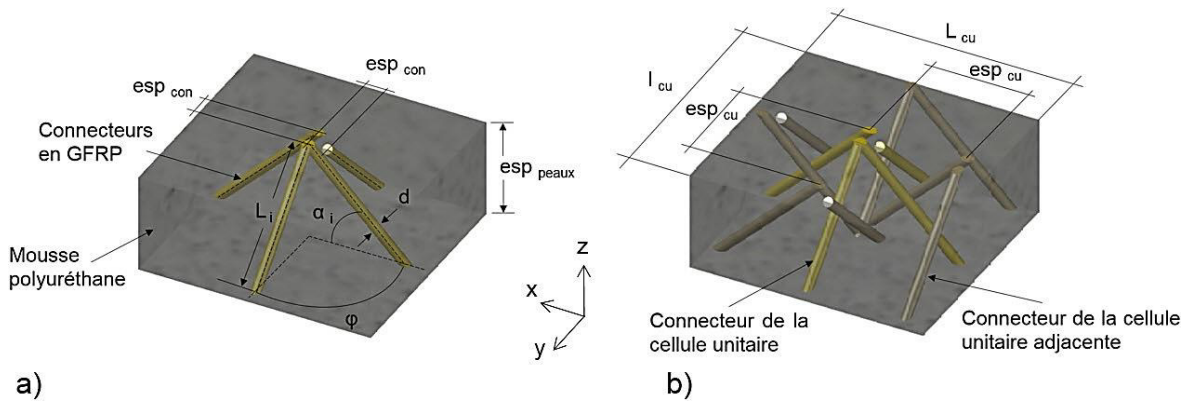 esp con
esp con
Connecteurs
en GFRP
esp peaux
L i
α i
d
Mousse
polyuréthane
φ
a)
x
y
z
L cu
l cu
esp cu
esp cu
Connecteur de la
cellule unitaire
Connecteur de la cellule
unitaire adjacente
b)